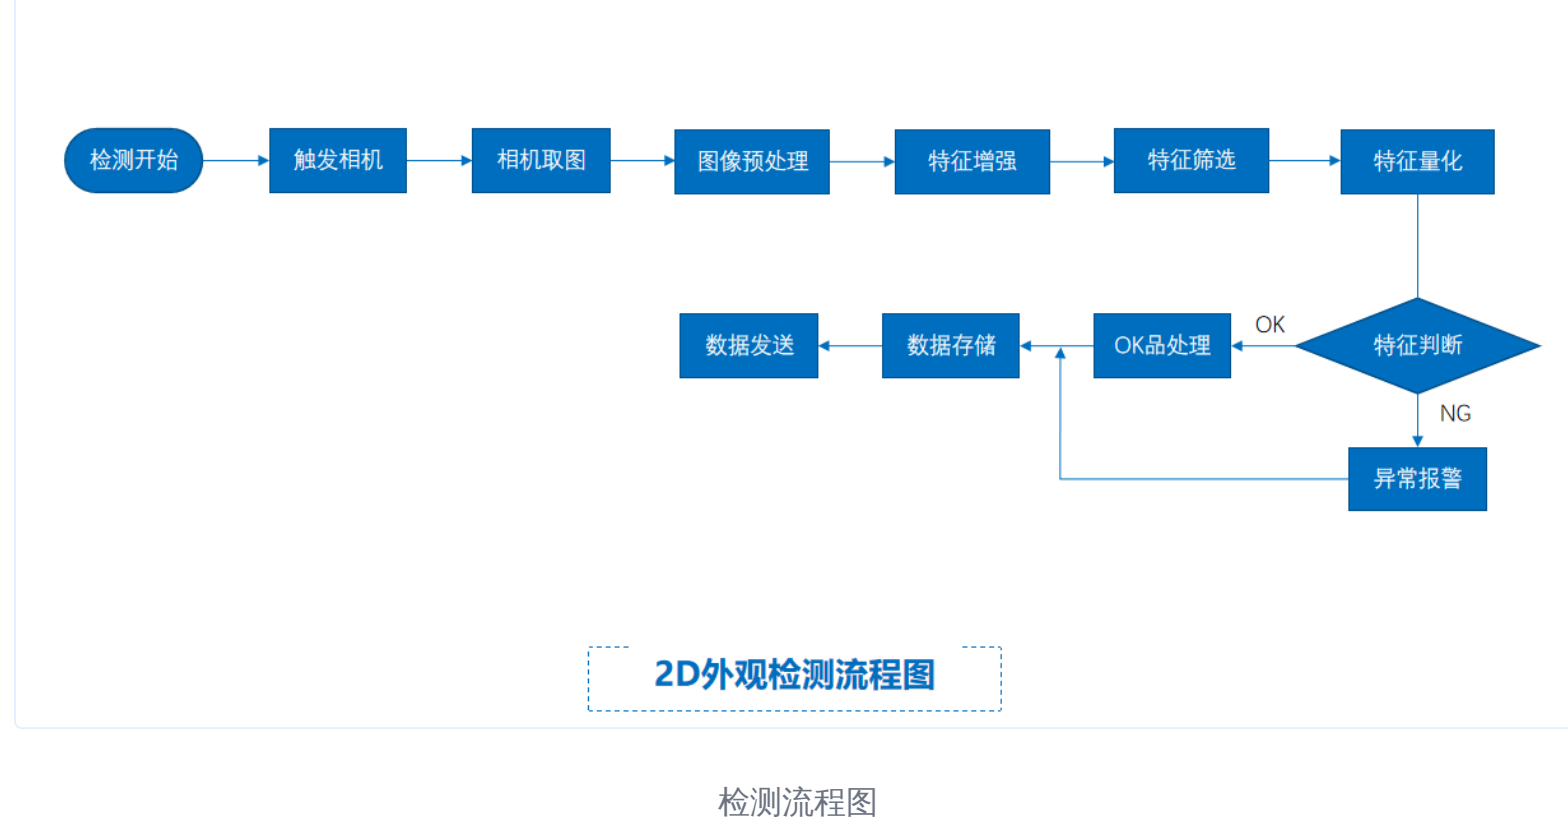 检测开始
触发相机
相机取图
图像预处理
特征增强
特征筛选
特征量化
数据发送
数据存储
OK品处理
OK
特征判断
NG
异常报警
2D外观检测流程图
检测流程图